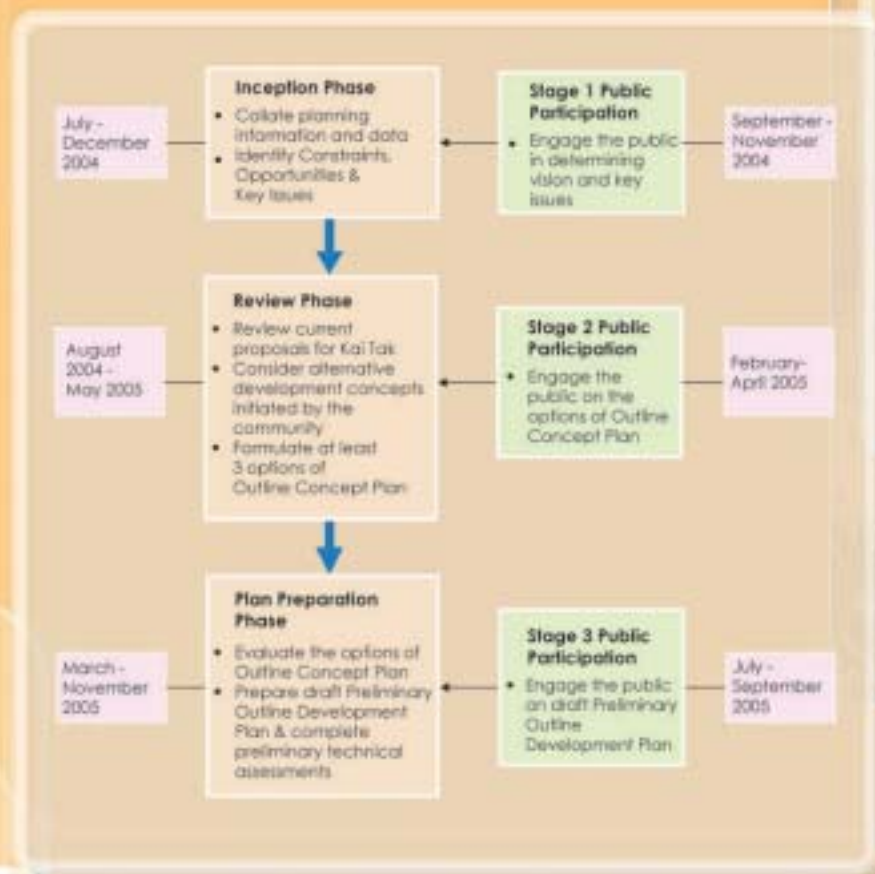 July -
December
2004
Inception Phase
• Collate planning
information and data
• Identify Constraints,
Opportunities &
Key Issues
Stage 1 Public
Participation
• Engage the public
in determining
vision and key
issues
September -
November
2004
August
2004 -
May 2005
Review Phase
• Review current
proposals for Kai Tak
• Consider alternative
development concepts
initiated by the
community
• Formulate at least
3 options of
Outline Concept Plan
Stage 2 Public
Participation
• Engage the
public on the
options of Outline
Concept Plan
February-
April 2005
March -
November
2005
Plan Preparation
Phase
• Evaluate the options of
Outline Concept Plan
• Prepare draft Preliminary
Outline Development
Plan & complete
preliminary technical
assessments
Stage 3 Public
Participation
• Engage the public
on draft Preliminary
Outline
Development Plan
July -
September
2005